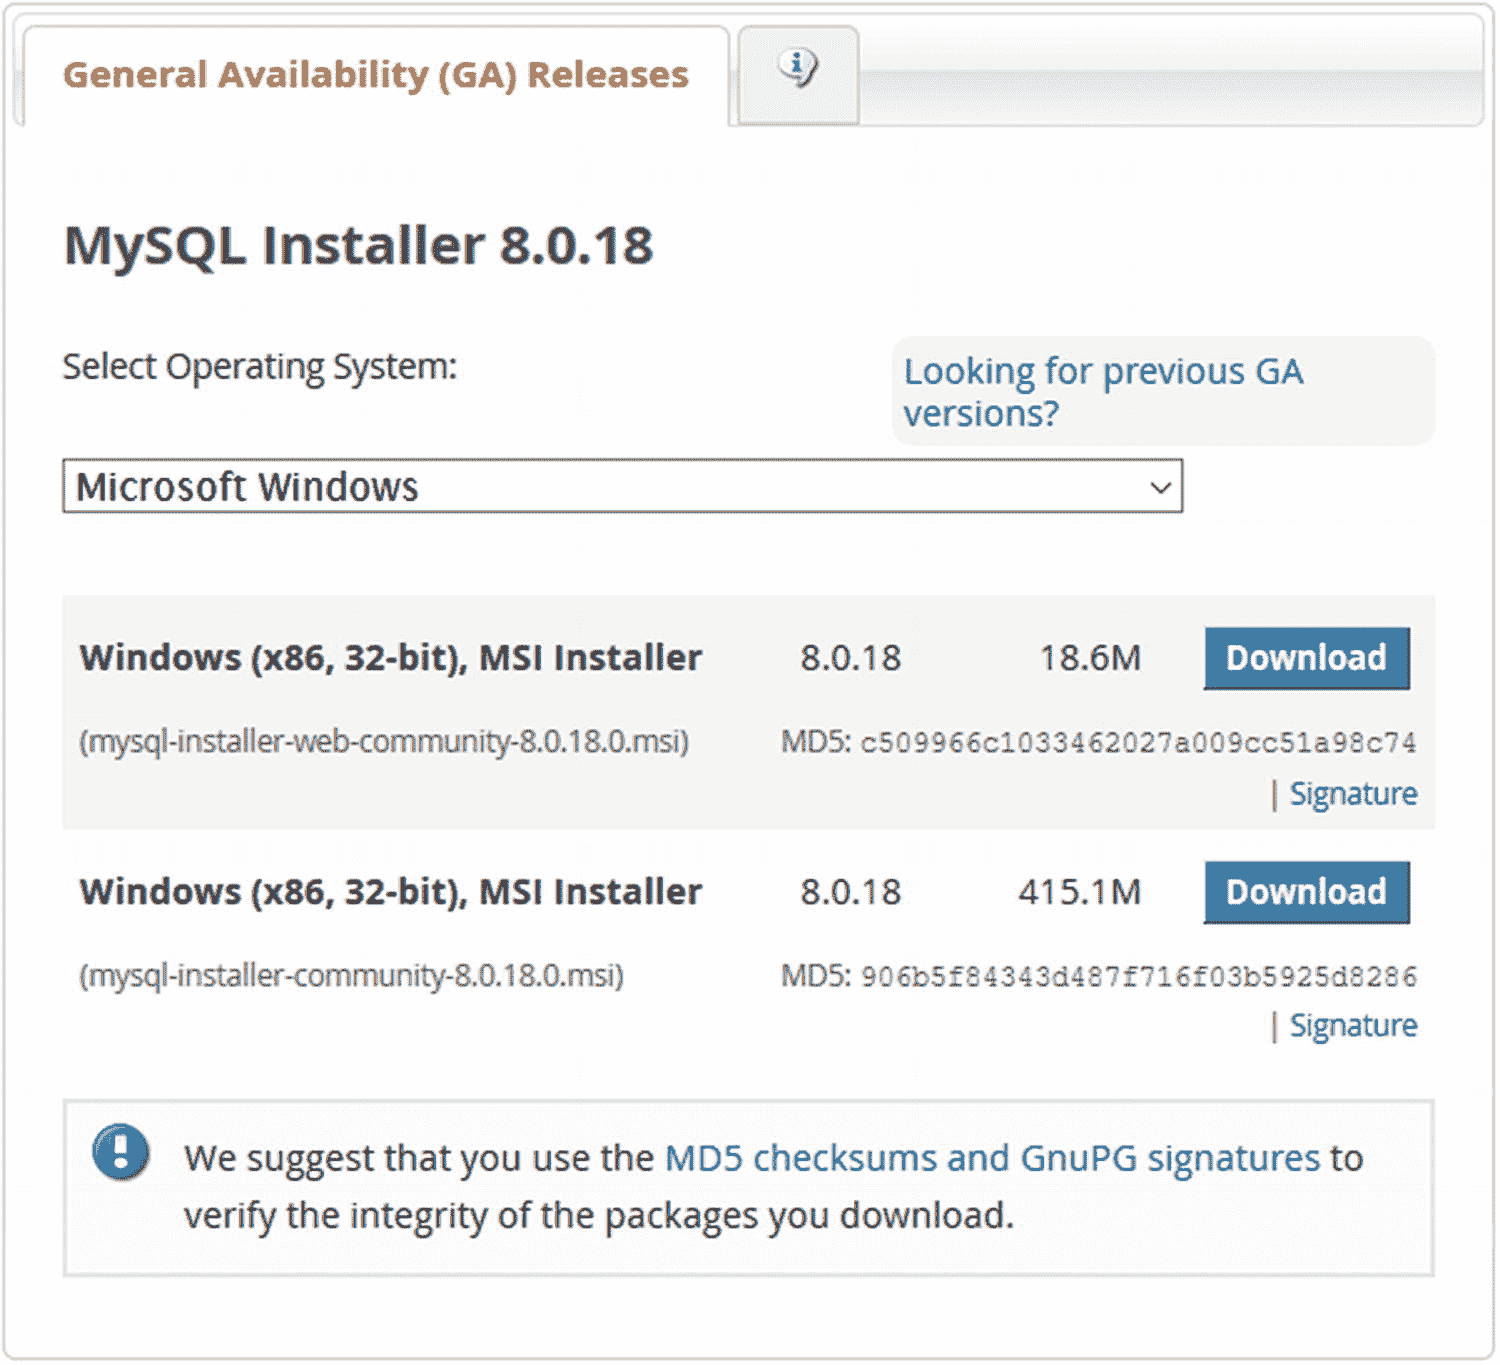 General Availability (GA) Releases
MySQL Installer 8.0.18
Select Operating System:
Looking for previous GA
versions?
Microsoft Windows
Windows (x86, 32-bit), MSI Installer 8.0.18 18.6M Download
(mysql-installer-web-community-8.0.18.0.msi) MD5: c509966c1033462027a009cc51a98c74
| Signature
Windows (x86, 32-bit), MSI Installer 8.0.18 415.1M Download
(mysql-installer-community-8.0.18.0.msi) MD5: 906b5f84343d487f716f03b5925d8286
| Signature
We suggest that you use the MD5 checksums and GnuPG signatures to
verify the integrity of the packages you download.